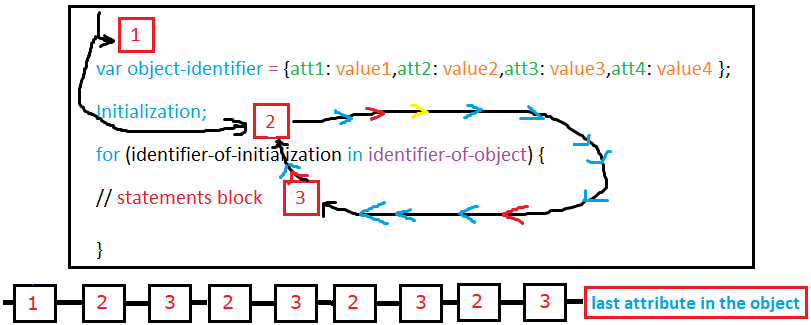 1
var object-identifier = {att1: value1,att2: value2,att3: value3,att4: value4 };
Initialization;
2
for (identifier-of-initialization in identifier-of-object) {
// statements block
3
}
1 2 3 2 3 2 3 2 3 last attribute in the object